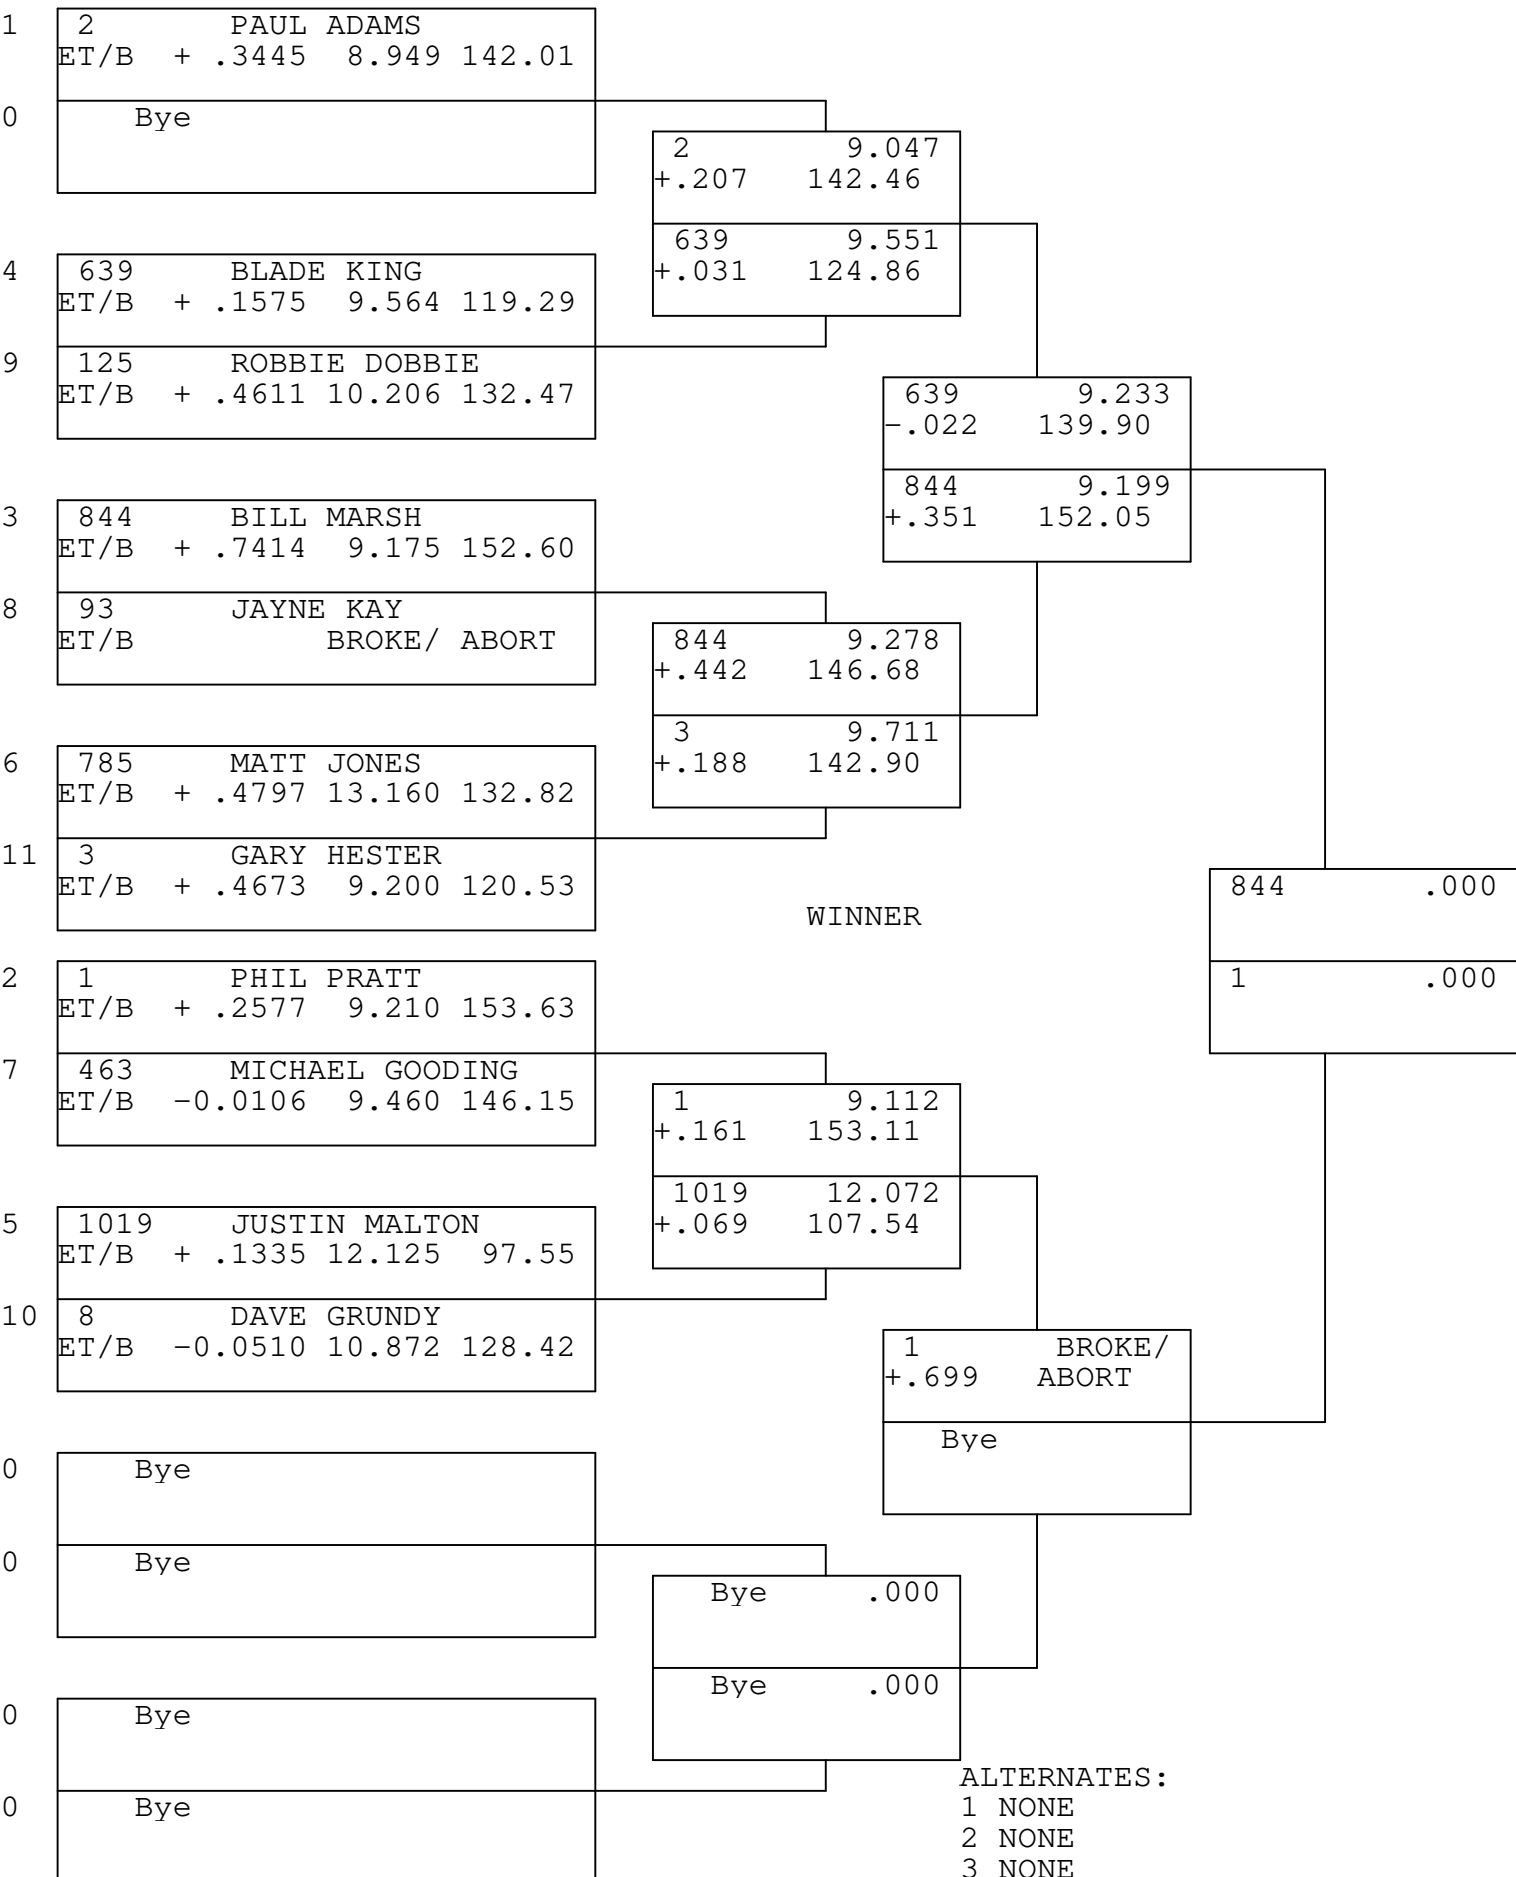 1 2 PAUL ADAMS
ET/B + .3445 8.949 142.01
0 Bye
2 9.047
+.207 142.46
639 9.551
+.031 124.86
4 639 BLADE KING
ET/B + .1575 9.564 119.29
9 125 ROBBIE DOBBIE
ET/B + .4611 10.206 132.47
639 9.233
-.022 139.90
844 9.199
+.351 152.05
3 844 BILL MARSH
ET/B + .7414 9.175 152.60
8 93 JAYNE KAY
ET/B BROKE/ ABORT
844 9.278
+.442 146.68
3 9.711
+.188 142.90
6 785 MATT JONES
ET/B + .4797 13.160 132.82
11 3 GARY HESTER
ET/B + .4673 9.200 120.53
844 .000
WINNER
1 .000
2 1 PHIL PRATT
ET/B + .2577 9.210 153.63
7 463 MICHAEL GOODING
ET/B -0.0106 9.460 146.15
1 9.112
+.161 153.11
1019 12.072
+.069 107.54
5 1019 JUSTIN MALTON
ET/B + .1335 12.125 97.55
10 8 DAVE GRUNDY
ET/B -0.0510 10.872 128.42
1 BROKE/
+.699 ABORT
Bye
0 Bye
0 Bye
Bye .000
Bye .000
0 Bye
0 Bye
ALTERNATES:
1 NONE
2 NONE
3 NONE